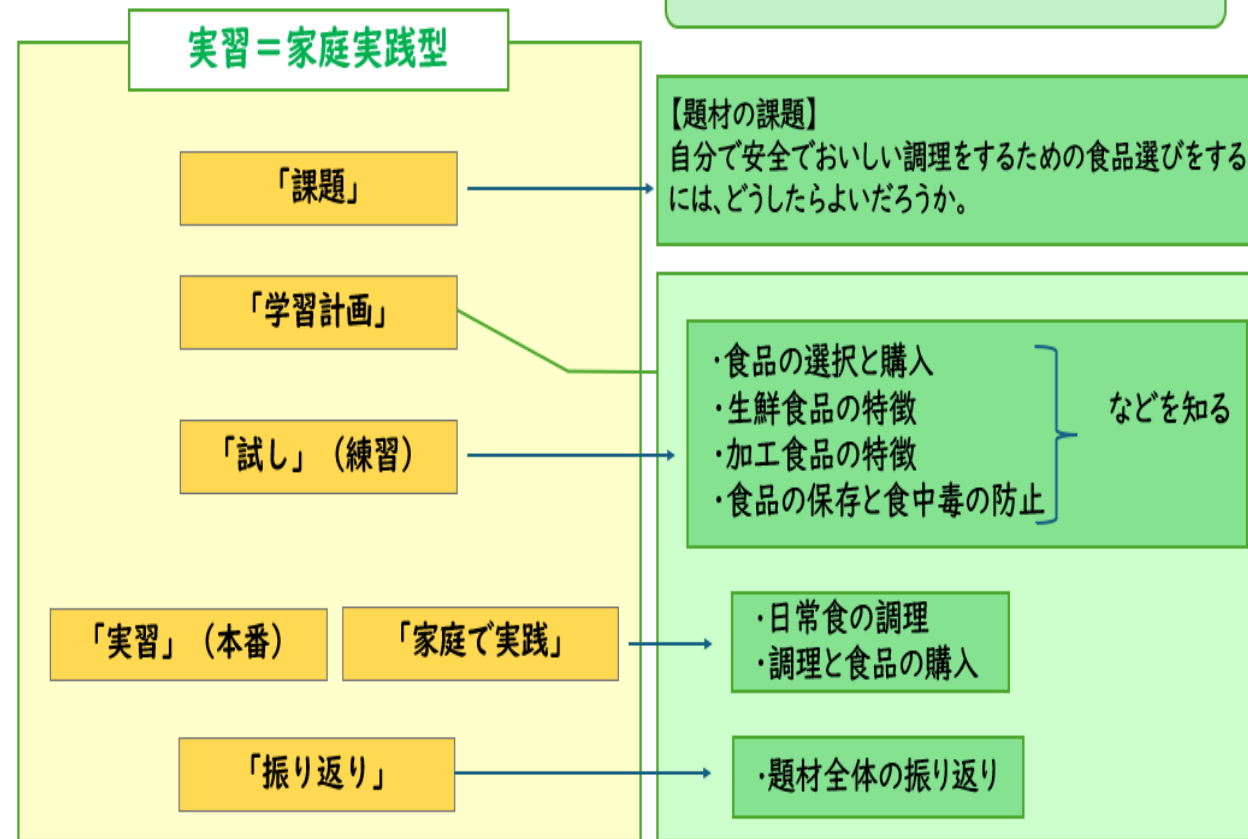 実習＝家庭実践型
「課題」
【題材の課題】
自分で安全でおいしい調理をするための食品選びをする
には、どうしたらよいだろうか。
「学習計画」
「試し」（練習）
・食品の選択と購入
・生鮮食品の特徴
・加工食品の特徴
・食品の保存と食中毒の防止
などを知る
「実習」（本番）
「家庭で実践」
・日常食の調理
・調理と食品の購入
「振り返り」
・題材全体の振り返り